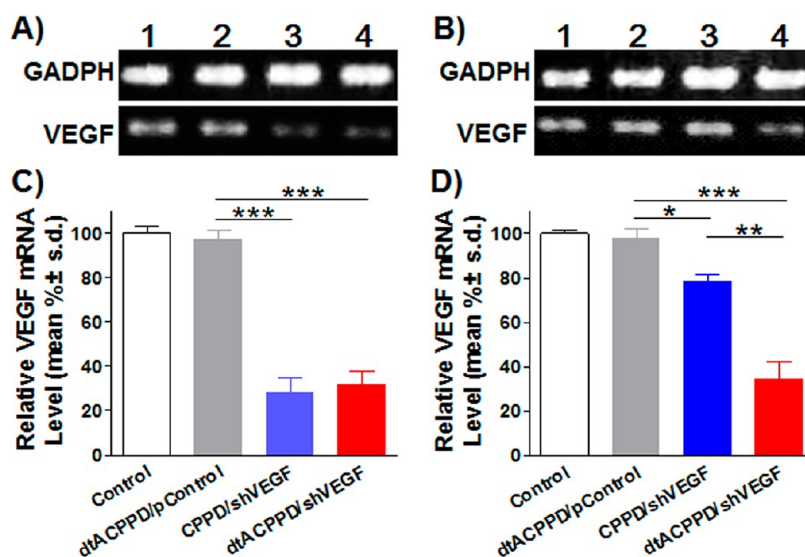 A)
1 2 3 4
GADPH
VEGF
B)
1 2 3 4
GADPH
VEGF
C)
Relative VEGF mRNA
Level (mean %± s.d.)
100
80
60
40
20
0
***
***
Control
dtACPPD/pControl
CPPD/shVEGF
dtACPPD/shVEGF
D)
Relative VEGF mRNA
Level (mean %± s.d.)
100
80
60
40
20
0
***
*
**
Control
dtACPPD/pControl
CPPD/shVEGF
dtACPPD/shVEGF